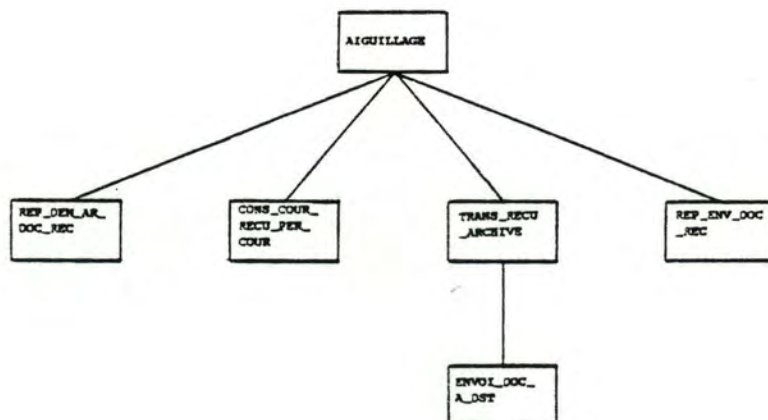 AIGUILLAGE
REP_DEM_AR_
DOC_REC
CONS_COUR_
RECU_PER_
COUR
TRANS_RECU
_ARCHIVE
REP_ENV_DOC
_REC
ENVOI_DOC_
A_DST